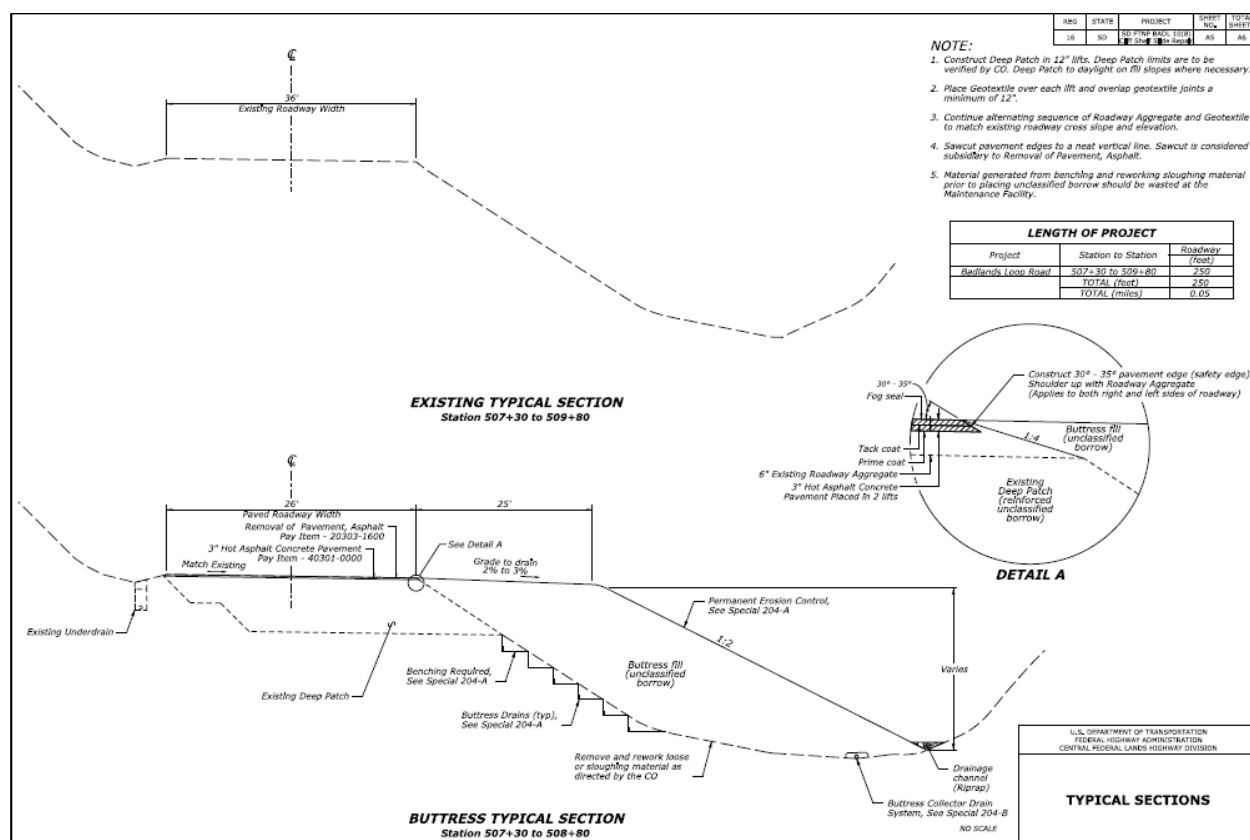 REG STATE PROJECT SHEET NO. TOTAL SHEETS
16 SD SD FTNP BADL 10(8) Cliff Shelf Slide Repair A5 A6
NOTE:
1. Construct Deep Patch in 12" lifts. Deep Patch limits are to be
verified by CO. Deep Patch to daylight on fill slopes where necessary.
2. Place Geotextile over each lift and overlap geotextile joints a
minimum of 12".
3. Continue alternating sequence of Roadway Aggregate and Geotextile
to match existing roadway cross slope and elevation.
4. Sawcut pavement edges to a neat vertical line. Sawcut is considered
subsidiary to Removal of Pavement, Asphalt.
5. Material generated from benching and reworking sloughing material
prior to placing unclassified borrow should be wasted at the
Maintenance Facility.
℄
36'
Existing Roadway Width
LENGTH OF PROJECT
Project Station to Station Roadway
(feet)
Badlands Loop Road 507+30 to 509+80 250
TOTAL (feet) 250
TOTAL (miles) 0.05
EXISTING TYPICAL SECTION
Station 507+30 to 509+80
30° - 35°
Fog seal
Tack coat
Prime coat
6" Existing Roadway Aggregate
3" Hot Asphalt Concrete
Pavement Placed in 2 lifts
Construct 30° - 35° pavement edge (safety edge)
Shoulder up with Roadway Aggregate
(Applies to both right and left sides of roadway)
1:4
Buttress fill
(unclassified
borrow)
Existing
Deep Patch
(reinforced
unclassified
borrow)
DETAIL A
℄
26'
Paved Roadway Width
25'
Removal of Pavement, Asphalt
Pay Item - 20303-1600
3" Hot Asphalt Concrete Pavement
Pay Item - 40301-0000
Match Existing
See Detail A
Grade to drain
2% to 3%
Permanent Erosion Control,
See Special 204-A
1:2
Varies
Existing Underdrain
Existing Deep Patch
Benching Required,
See Special 204-A
Buttress Drains (typ),
See Special 204-A
Buttress fill
(unclassified
borrow)
Remove and rework loose
or sloughing material as
directed by the CO
Drainage
channel
(Riprap)
Buttress Collector Drain
System, See Special 204-B
NO SCALE
BUTTRESS TYPICAL SECTION
Station 507+30 to 508+80
U.S. DEPARTMENT OF TRANSPORTATION
FEDERAL HIGHWAY ADMINISTRATION
CENTRAL FEDERAL LANDS HIGHWAY DIVISION
TYPICAL SECTIONS